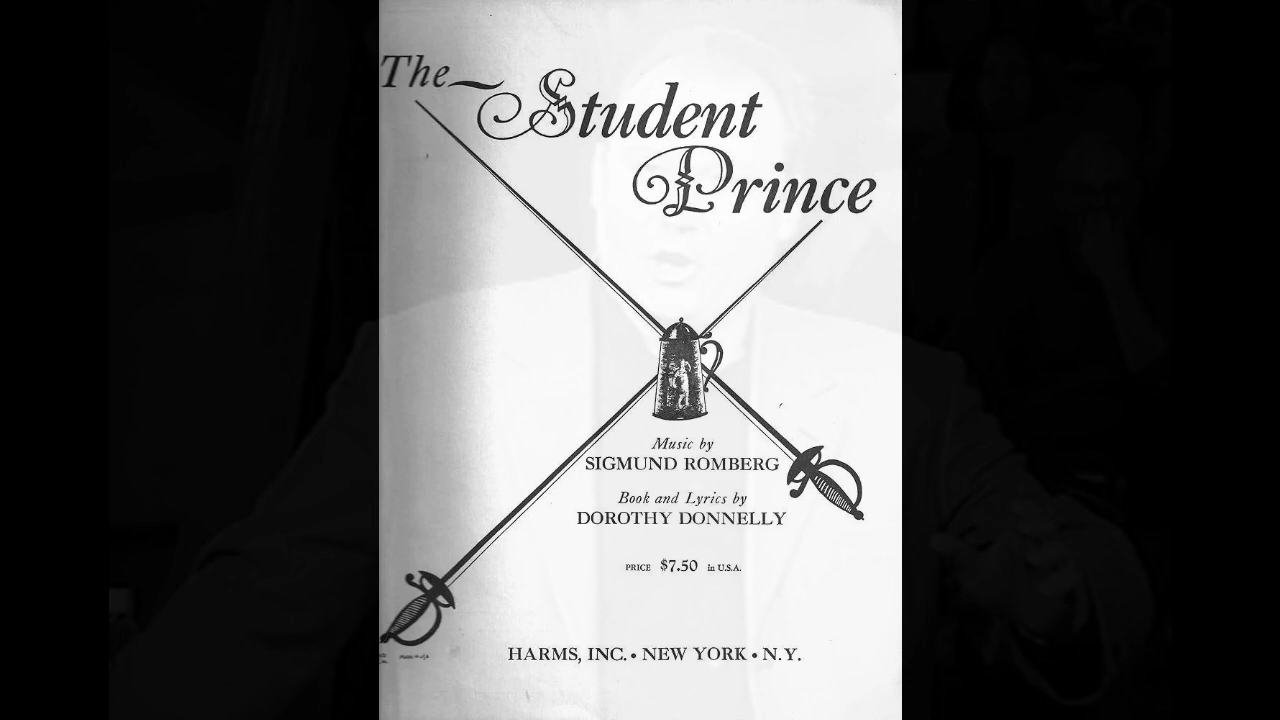 The
Student
Prince
Music by
SIGMUND ROMBERG
Book and Lyrics by
DOROTHY DONNELLY
PRICE $7.50 in U.S.A.
HARMS, INC. • NEW YORK • N.Y.